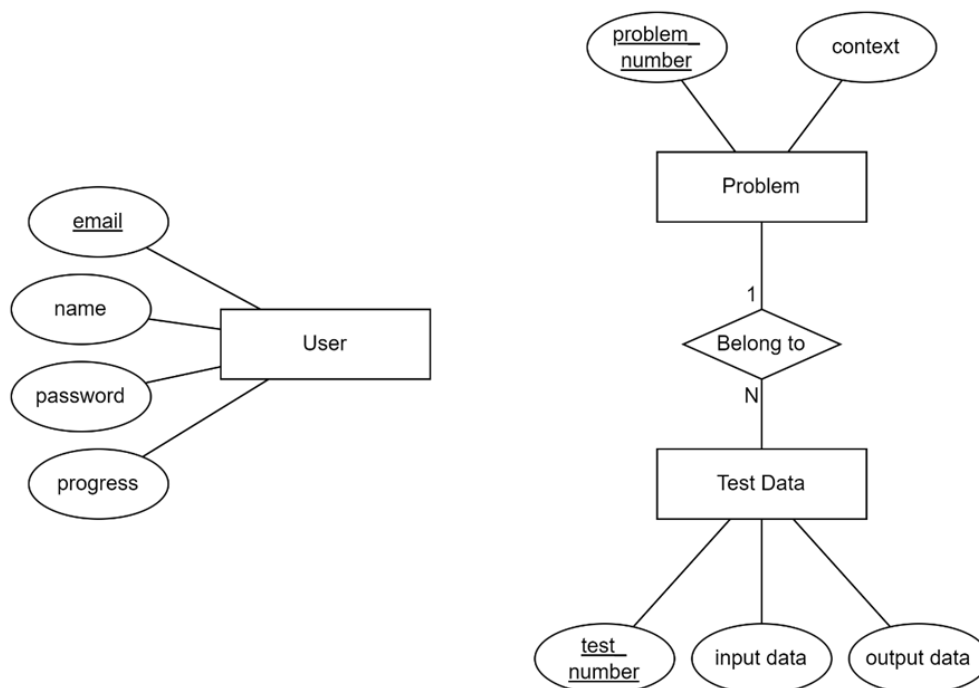 problem_
number
context
Problem
email
name
User
password
progress
1
Belong to
N
Test Data
test_
number
input data
output data